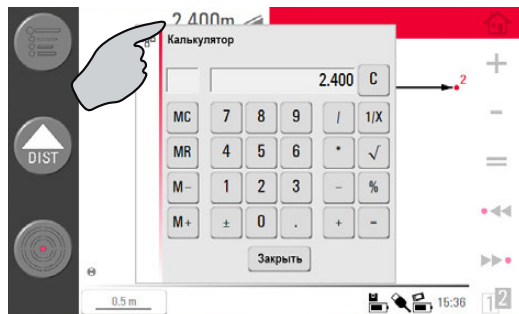 2.400m
Калькулятор
2.400 C
2
MC 7 8 9 / 1/X
MR 4 5 6 * √
DIST
M− 1 2 3 − %
M+ ± 0 . + =
Закрыть
0.5 m
15:36
1 2